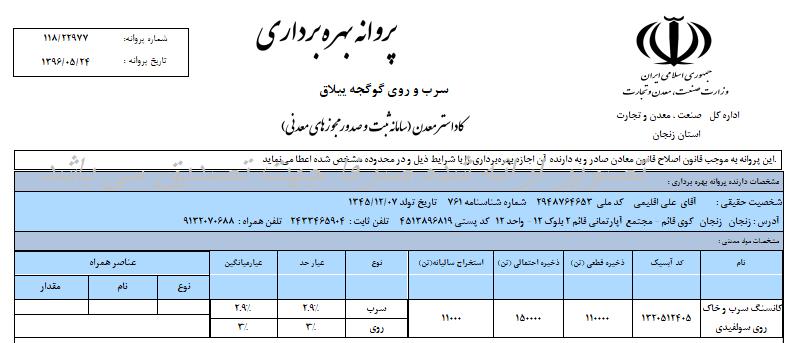 شماره پروانه: ۱۱۸/۲۲۹۷۷
تاریخ پروانه : ۱۳۹۶/۰۵/۲۴
پروانه بهره برداری
سرب و روی گوگجه ییلاق
کاداستر معدن (سامانه ثبت و صدور مجوزهای معدنی)
جمهوری اسلامی ایران
وزارت صنعت، معدن و تجارت
اداره کل صنعت ، معدن و تجارت
استان زنجان
این پروانه به موجب قانون اصلاح قانون معادن صادر و به دارنده آن اجازه بهره‌برداری را با شرایط ذیل و در محدوده مشخص شده اعطا می نماید.
مشخصات دارنده پروانه بهره برداری :
شخصیت حقیقی : آقای علی اقلیمی کد ملی ۲۹۴۸۷۶۴۶۵۳ شماره شناسنامه ۷۶۱ تاریخ تولد ۱۳۴۵/۱۲/۰۷
آدرس : زنجان زنجان کوی قائم - مجتمع آپارتمانی قائم ۲ بلوک ۱۲ - واحد ۱۲ کد پستی ۴۵۱۳۸۹۶۸۱۹ تلفن ثابت : ۲۴۳۳۴۶۵۹۰۴ تلفن همراه : ۹۱۳۲۰۷۰۶۸۸
مشخصات مواد معدنی :
نام کد آیسیک ذخیره قطعی (تن) ذخیره احتمالی (تن) استخراج سالیانه(تن) نوع عیار حد عیارمیانگین عناصر همراه
نوع نام مقدار
کانسنگ سرب و خاک روی سولفیدی ۱۳۲۰۵۱۲۴۰۵ ۱۱۰۰۰۰ ۱۵۰۰۰۰ ۱۱۰۰۰ سرب ۲.۹٪ ۲.۹٪
روی ۳٪ ۳٪